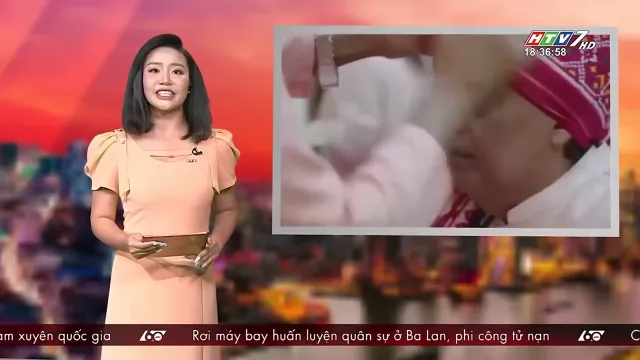 HTV7 HD
18:36:58
am xuyên quốc gia 60 Rơi máy bay huấn luyện quân sự ở Ba Lan, phi công tử nạn 60 C